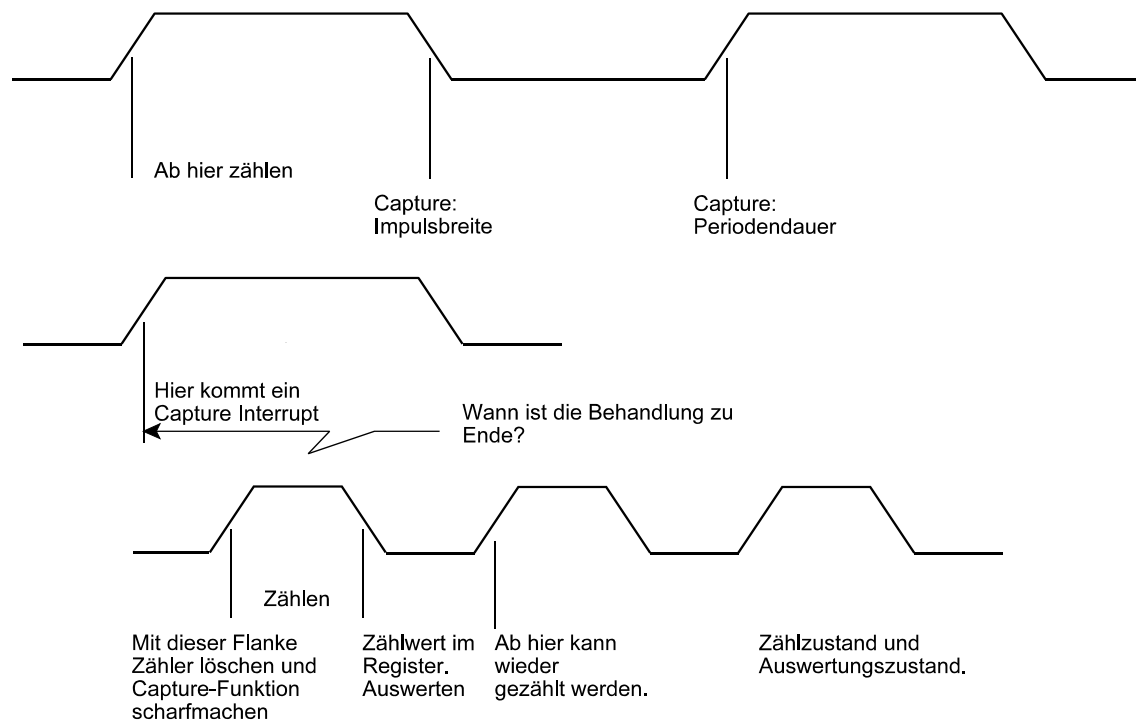 Ab hier zählen
Capture:
Impulsbreite
Capture:
Periodendauer
Hier kommt ein
Capture Interrupt
Wann ist die Behandlung zu
Ende?
Zählen
Mit dieser Flanke
Zähler löschen und
Capture-Funktion
scharfmachen
Zählwert im
Register.
Auswerten
Ab hier kann
wieder
gezählt werden.
Zählzustand und
Auswertungszustand.